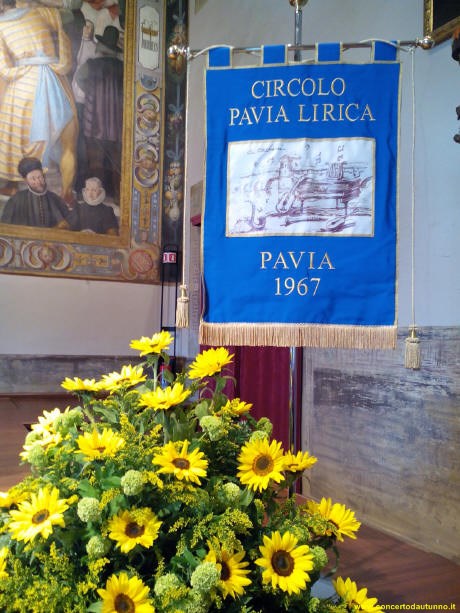 CIRCOLO
PAVIA LIRICA
PAVIA
1967
www.concertodautunno.it